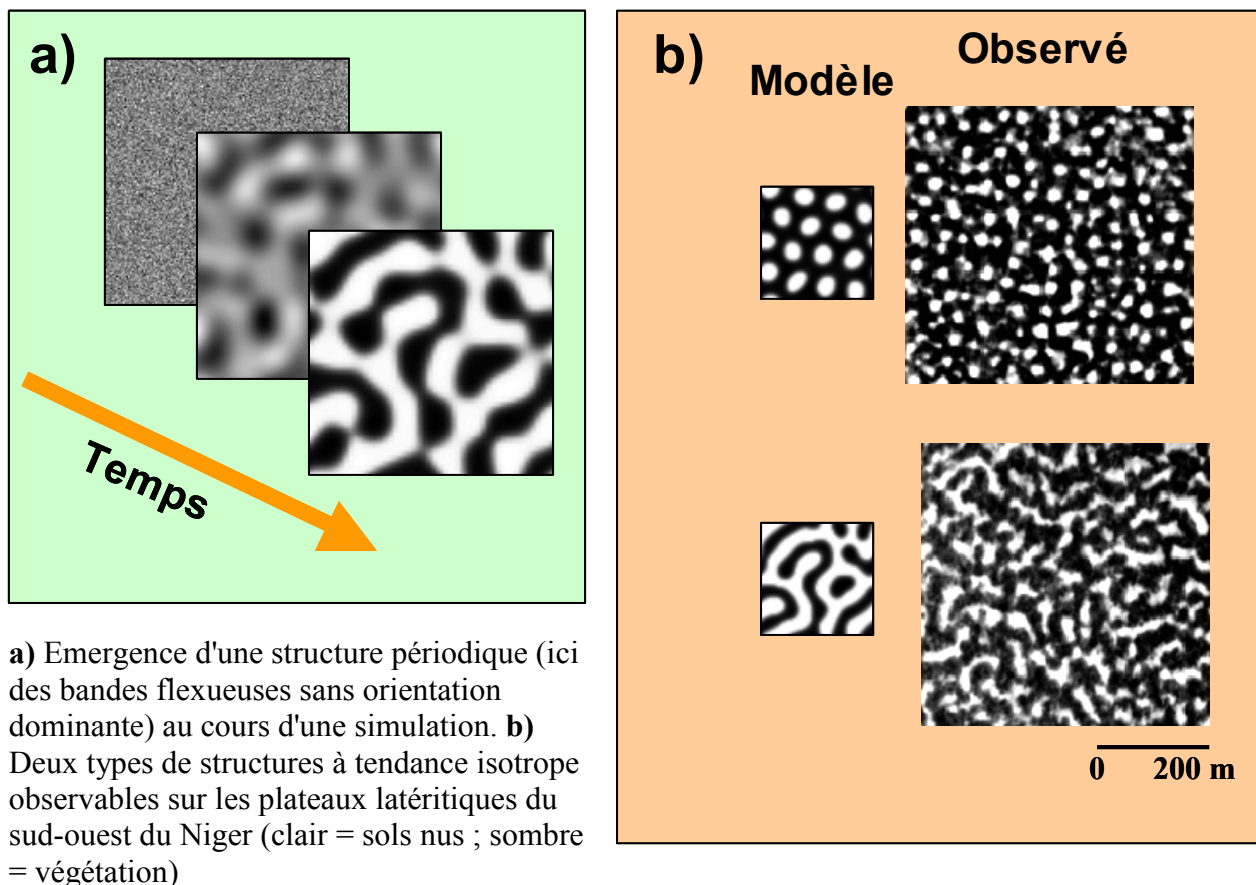 a)
Temps
b)
Observé
Modèle
0 200 m
a) Emergence d'une structure périodique (ici
des bandes flexueuses sans orientation
dominante) au cours d'une simulation. b)
Deux types de structures à tendance isotrope
observables sur les plateaux latéritiques du
sud-ouest du Niger (clair = sols nus ; sombre
= végétation)